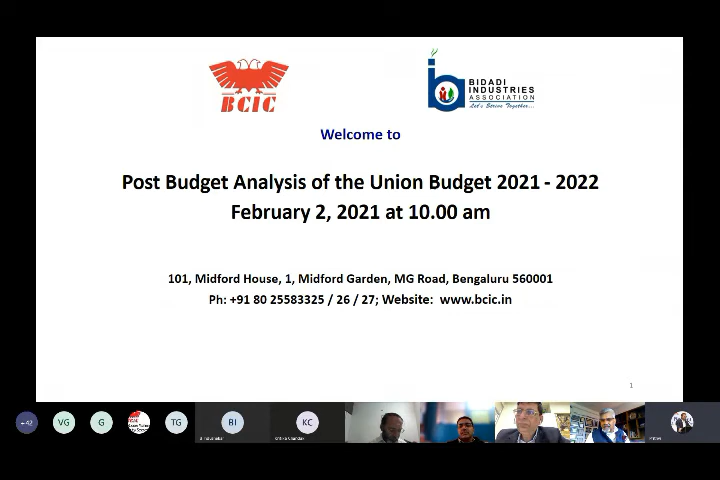 BCIC
BIDADI
INDUSTRIES
ASSOCIATION
Let's Strive Together...
Welcome to
Post Budget Analysis of the Union Budget 2021 - 2022
February 2, 2021 at 10.00 am
101, Midford House, 1, Midford Garden, MG Road, Bengaluru 560001
Ph: +91 80 25583325 / 26 / 27; Website: www.bcic.in
1
+42
VG
G
TG
BI
KC